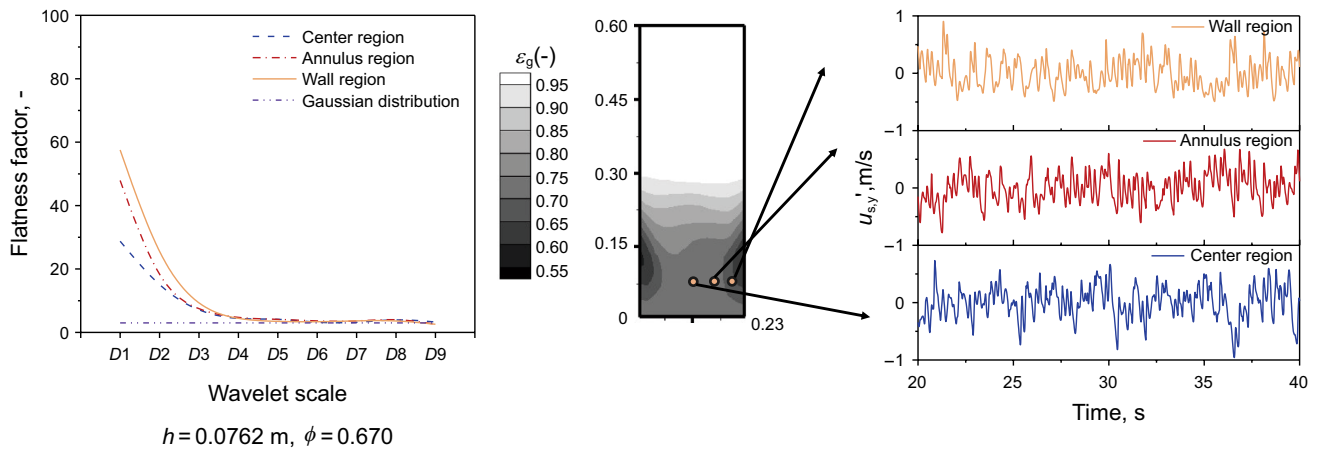 100
80
60
40
20
0
Flatness factor, -
Center region
Annulus region
Wall region
Gaussian distribution
D1 D2 D3 D4 D5 D6 D7 D8 D9
Wavelet scale
h = 0.0762 m, ϕ = 0.670
εg(-)
0.95
0.90
0.85
0.80
0.75
0.70
0.65
0.60
0.55
0.60
0.45
0.30
0.15
0
0.23
us,y',m/s
1
0
−1
Wall region
0
−1
Annulus region
0
−1
Center region
20 25 30 35 40
Time, s